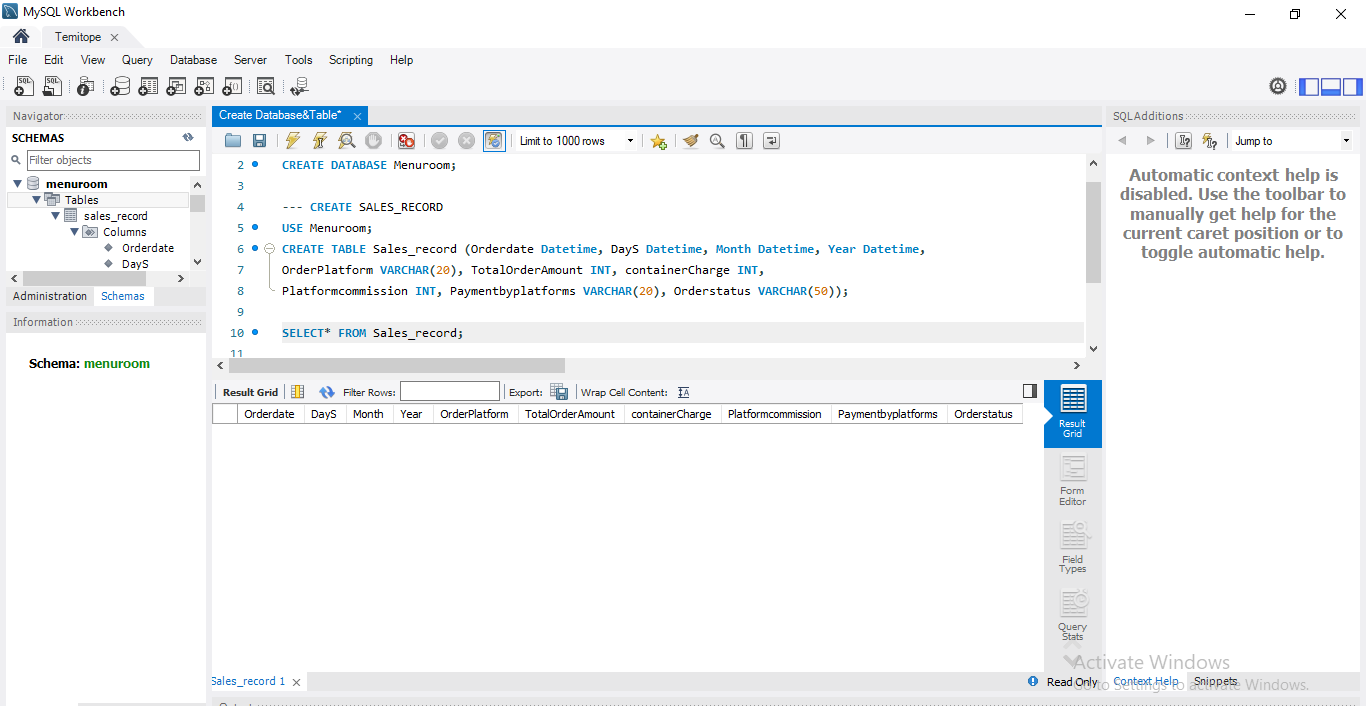 MySQL Workbench
Temitope
File Edit View Query Database Server Tools Scripting Help
Navigator
SCHEMAS
Filter objects
menuroom
Tables
sales_record
Columns
Orderdate
DayS
Administration Schemas
Information
Schema: menuroom
Create Database&Table*
Limit to 1000 rows
2 CREATE DATABASE Menuroom;
3
4 --- CREATE SALES_RECORD
5 USE Menuroom;
6 CREATE TABLE Sales_record (Orderdate Datetime, DayS Datetime, Month Datetime, Year Datetime,
7 OrderPlatform VARCHAR(20), TotalOrderAmount INT, containerCharge INT,
8 Platformcommission INT, Paymentbyplatforms VARCHAR(20), Orderstatus VARCHAR(50));
9
10 SELECT* FROM Sales_record;
11
Result Grid Filter Rows: Export: Wrap Cell Content:
Orderdate DayS Month Year OrderPlatform TotalOrderAmount containerCharge Platformcommission Paymentbyplatforms Orderstatus
Result
Grid
Form
Editor
Field
Types
Query
Stats
Sales_record 1
Read Only
SQLAdditions
Jump to
Automatic context help is
disabled. Use the toolbar to
manually get help for the
current caret position or to
toggle automatic help.
Activate Windows
Go to Settings to activate Windows.
Context Help Snippets